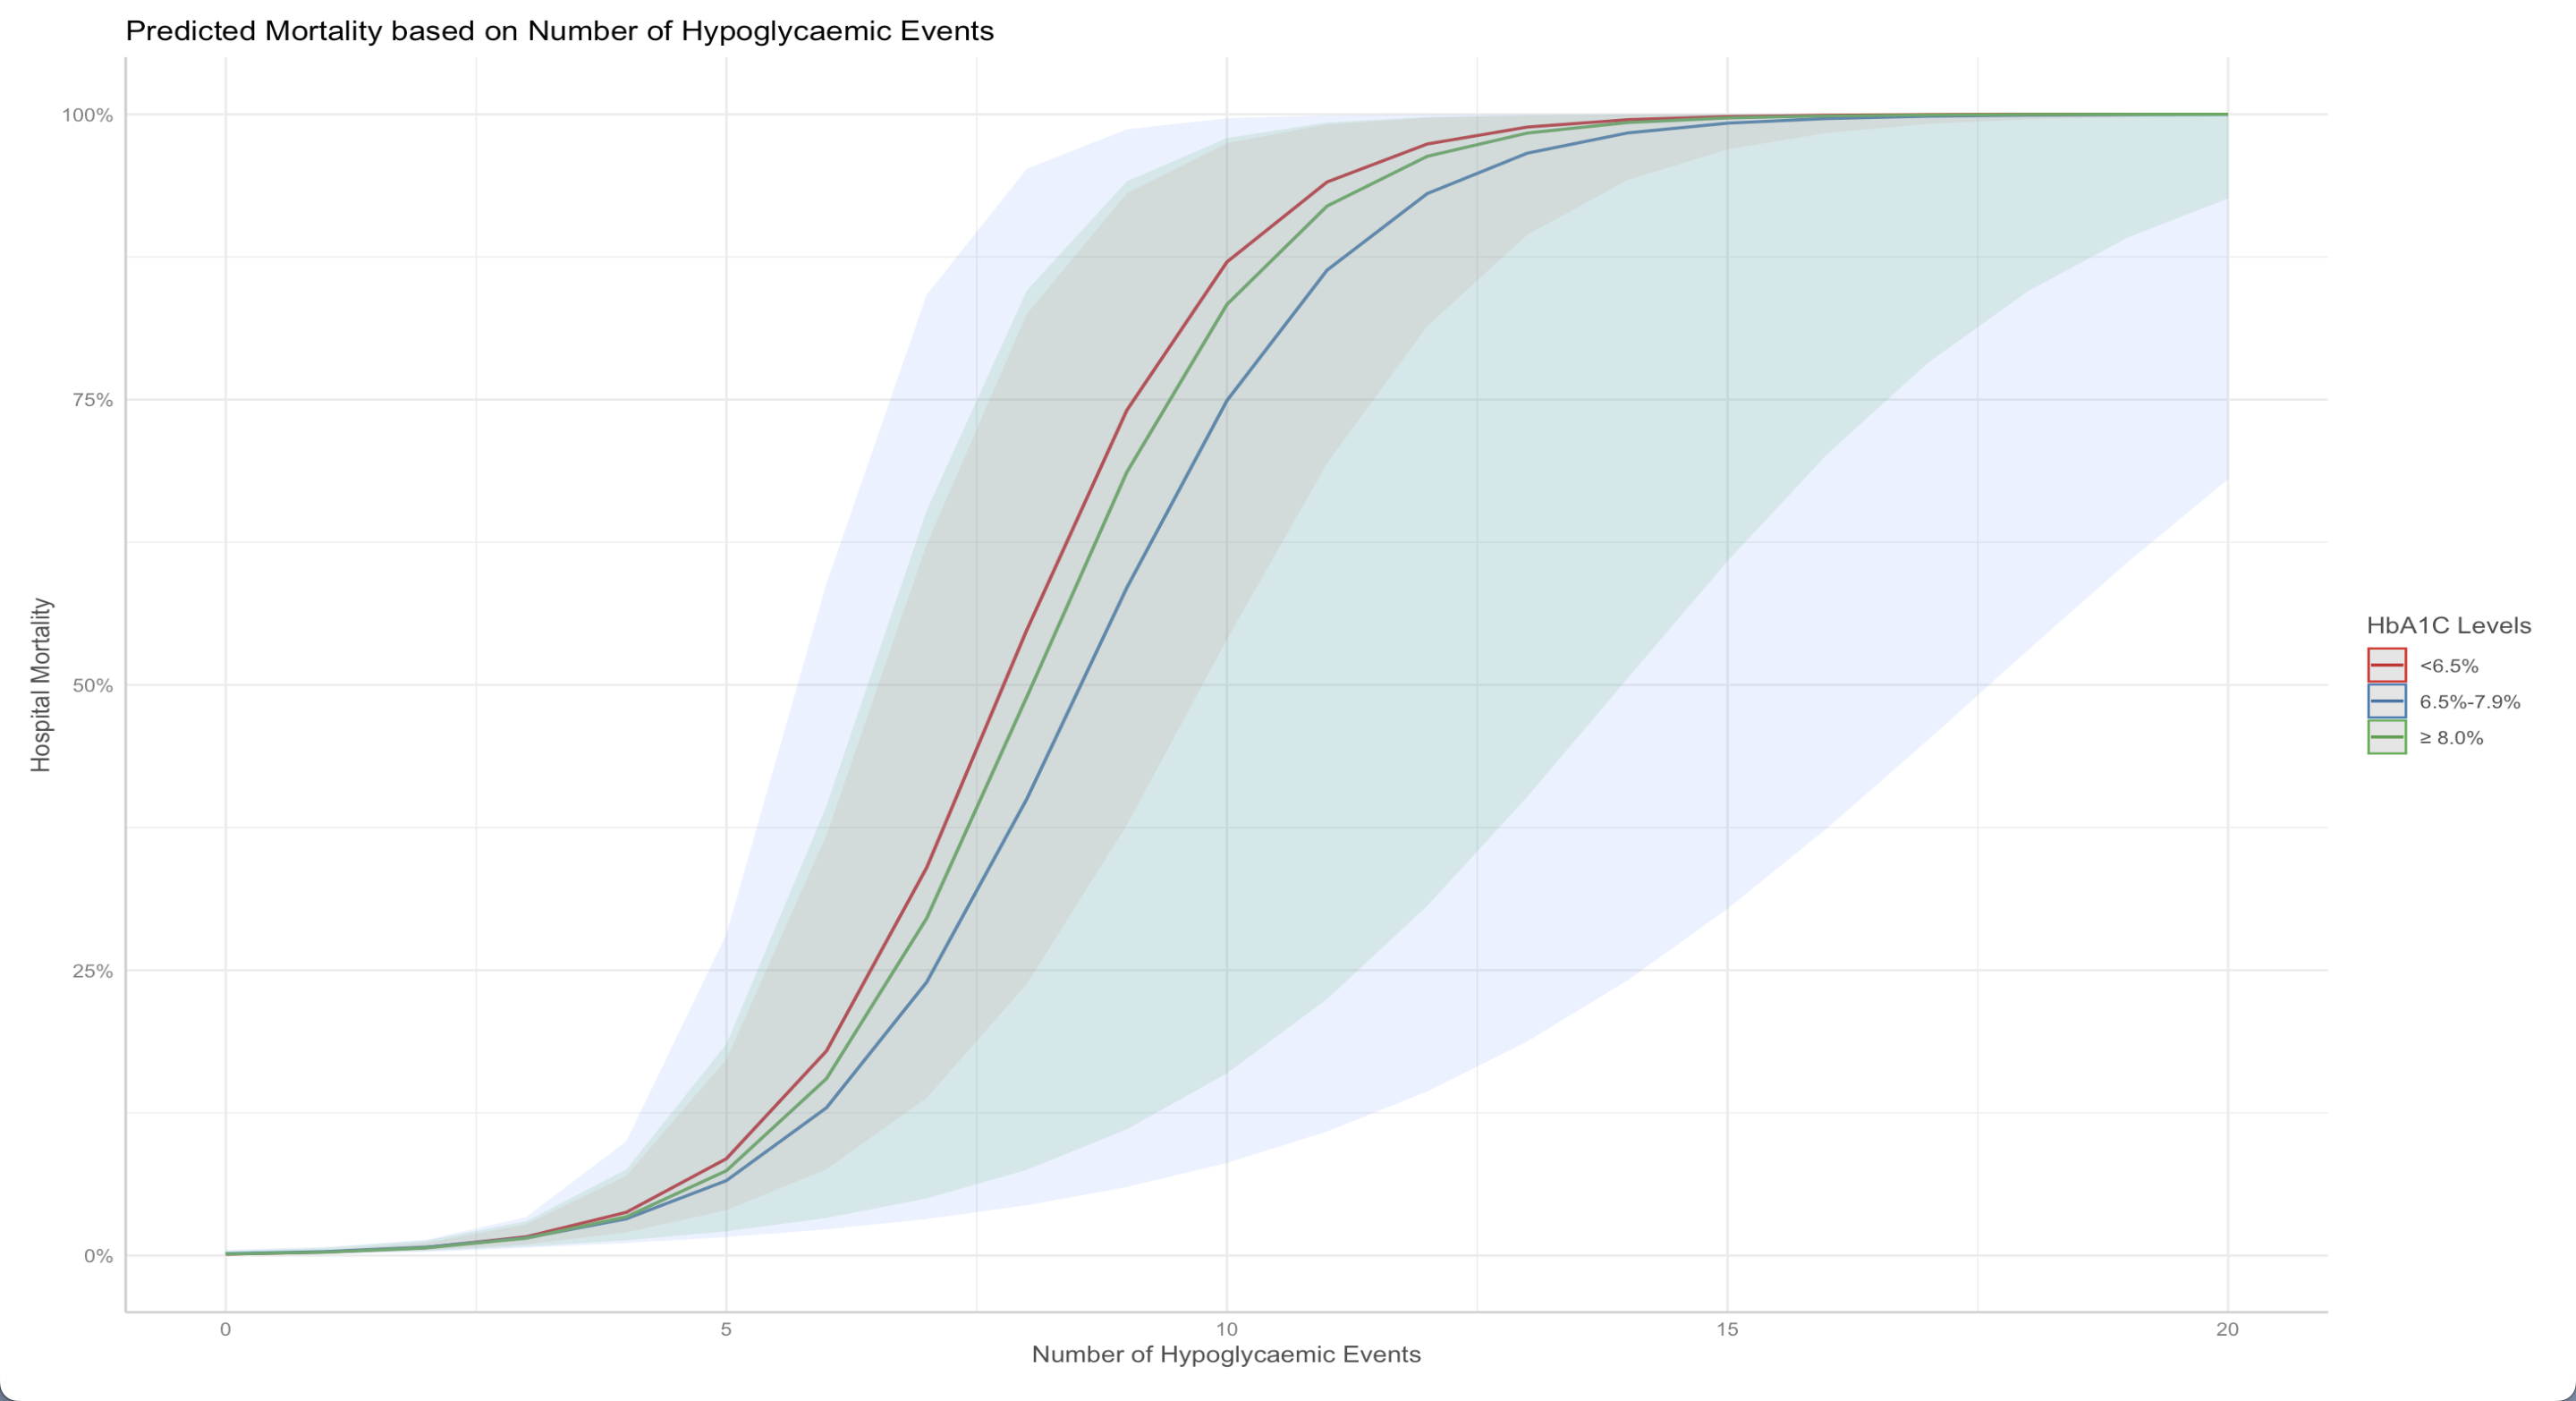 Predicted Mortality based on Number of Hypoglycaemic Events
100%
75%
50%
25%
0%
Hospital Mortality
0 5 10 15 20
Number of Hypoglycaemic Events
HbA1C Levels
<6.5%
6.5%-7.9%
≥ 8.0%